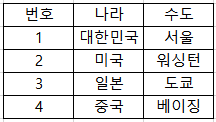 번호 나라 수도
1 대한민국 서울
2 미국 워싱턴
3 일본 도쿄
4 중국 베이징